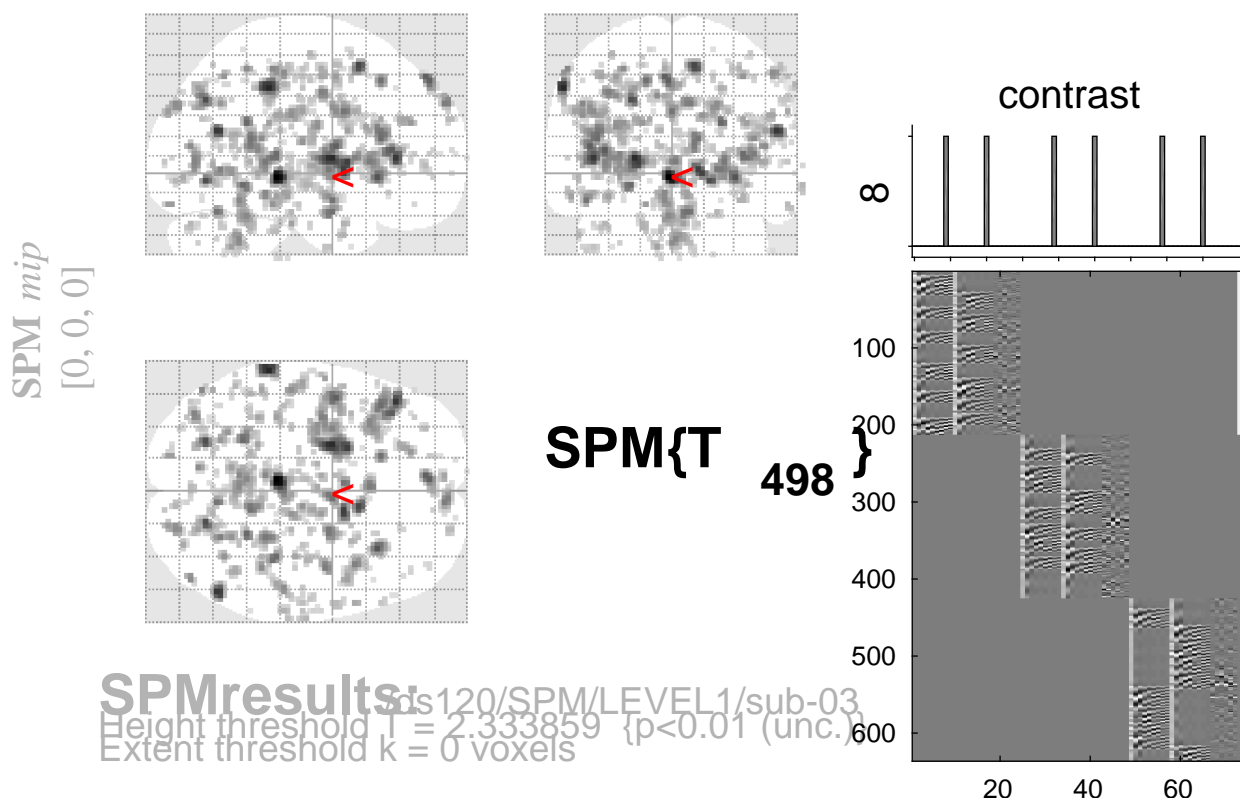 contrast
8
SPM mip
[0, 0, 0]
<
<
<
SPM{T498}
100
200
300
400
500
600
20 40 60
SPMresults: /ds120/SPM/LEVEL1/sub-03
Height threshold T = 2.333859 {p<0.01 (unc.)}
Extent threshold k = 0 voxels